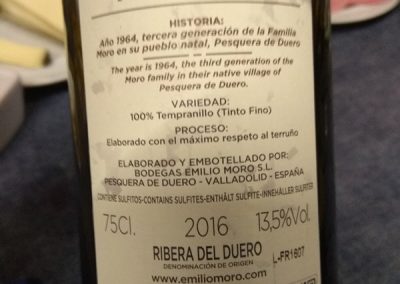 HISTORIA:
Año 1964, tercera generación de la Familia
Moro en su pueblo natal, Pesquera de Duero
The year is 1964, the third generation of the
Moro family in their native village of
Pesquera de Duero.
VARIEDAD:
100% Tempranillo (Tinto Fino)
PROCESO:
Elaborado con el máximo respeto al terruño
ELABORADO Y EMBOTELLADO POR:
BODEGAS EMILIO MORO S.L.
PESQUERA DE DUERO - VALLADOLID - ESPAÑA
CONTIENE SULFITOS-CONTAINS SULFITES-ENTHÄLT SULFITE-INNEHÅLLER SULFITER
75Cl. 2016 13,5%Vol.
RIBERA DEL DUERO
DENOMINACIÓN DE ORIGEN
L-FR1607
www.emiliomoro.com